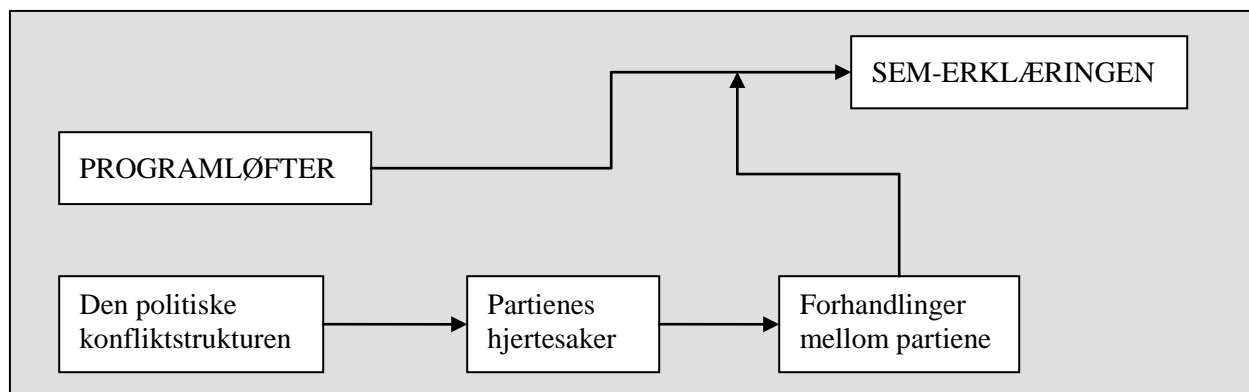 SEM-ERKLÆRINGEN
PROGRAMLØFTER
Den politiske
konfliktstrukturen
Partienes
hjertesaker
Forhandlinger
mellom partiene